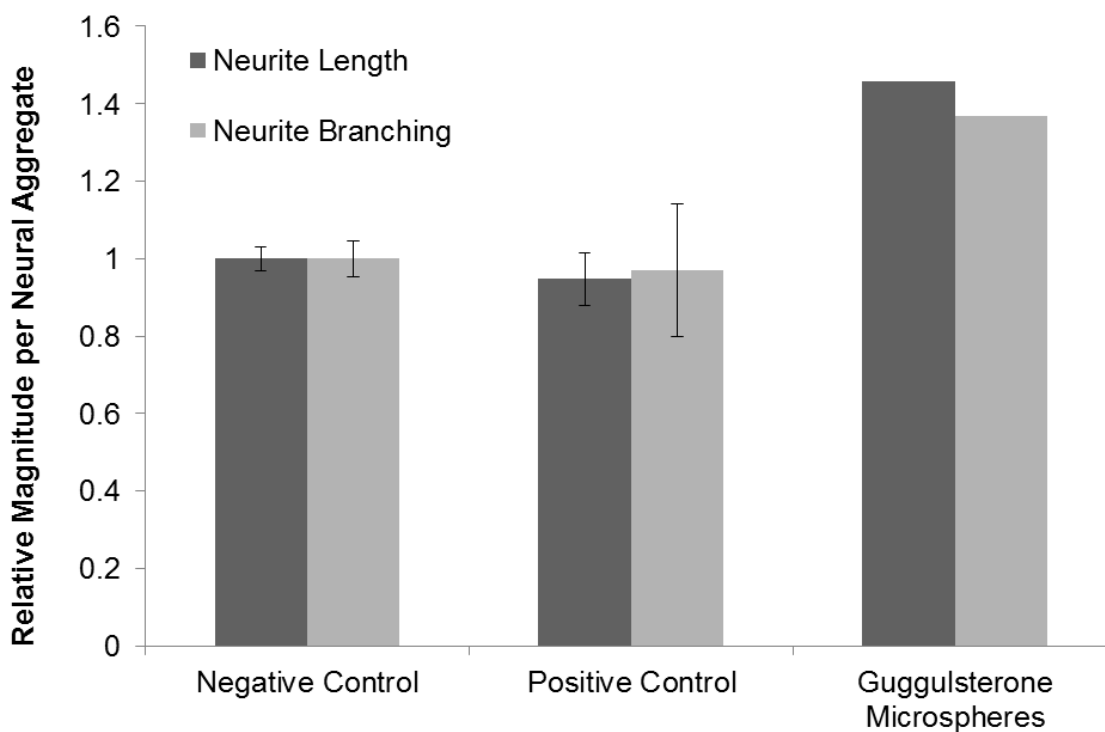 Relative Magnitude per Neural Aggregate
1.6
1.4
1.2
1
0.8
0.6
0.4
0.2
0
Neurite Length
Neurite Branching
Negative Control
Positive Control
Guggulsterone
Microspheres